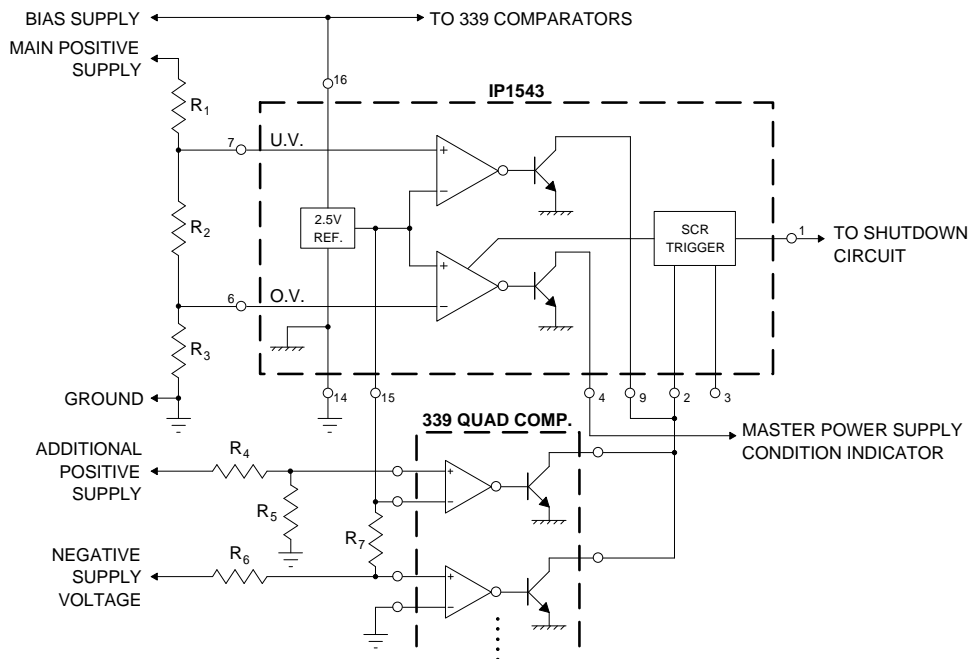 BIAS SUPPLY
TO 339 COMPARATORS
MAIN POSITIVE
SUPPLY
16
IP1543
R1
7
U.V.
+
−
2.5V
REF.
R2
SCR
TRIGGER
1
TO SHUTDOWN
CIRCUIT
+
−
6
O.V.
R3
GROUND
14
15
4
9
2
3
339 QUAD COMP.
MASTER POWER SUPPLY
CONDITION INDICATOR
ADDITIONAL
POSITIVE
SUPPLY
R4
+
−
R5
R7
NEGATIVE
SUPPLY
VOLTAGE
R6
+
−